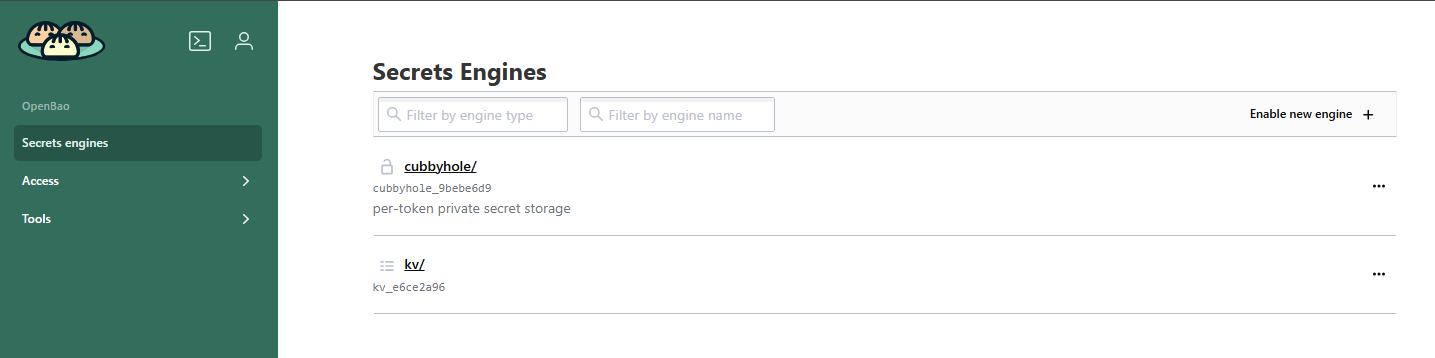 OpenBao
Secrets engines
Access
Tools
Secrets Engines
Filter by engine type
Filter by engine name
Enable new engine +
cubbyhole/
cubbyhole_9bebe6d9
per-token private secret storage
kv/
kv_e6ce2a96